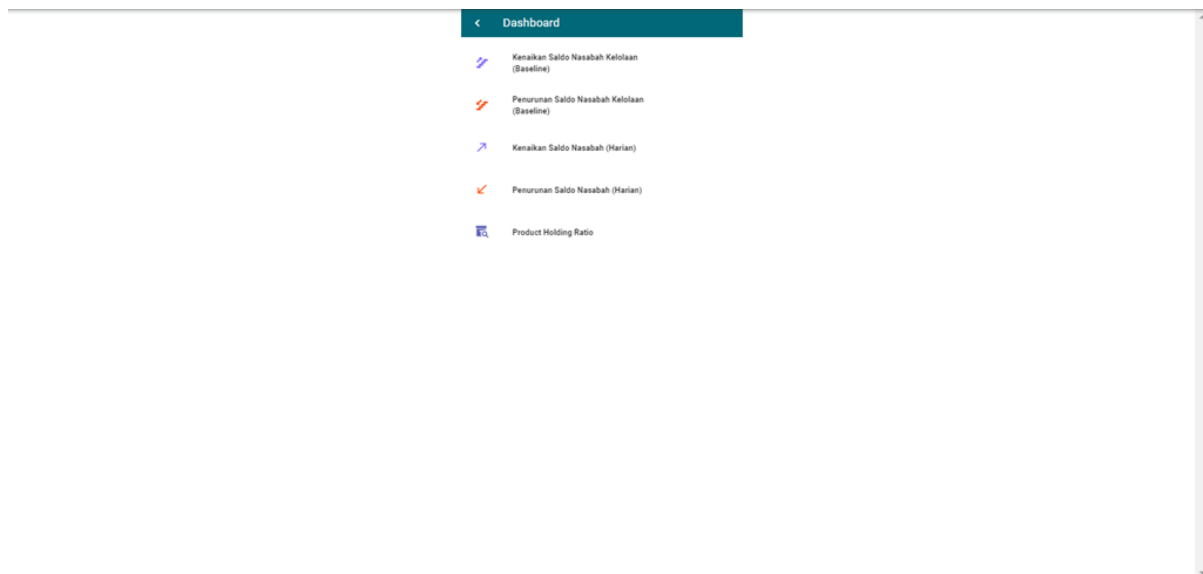 Dashboard
Kenaikan Saldo Nasabah Kelolaan
(Baseline)
Penurunan Saldo Nasabah Kelolaan
(Baseline)
Kenaikan Saldo Nasabah (Harian)
Penurunan Saldo Nasabah (Harian)
Product Holding Ratio